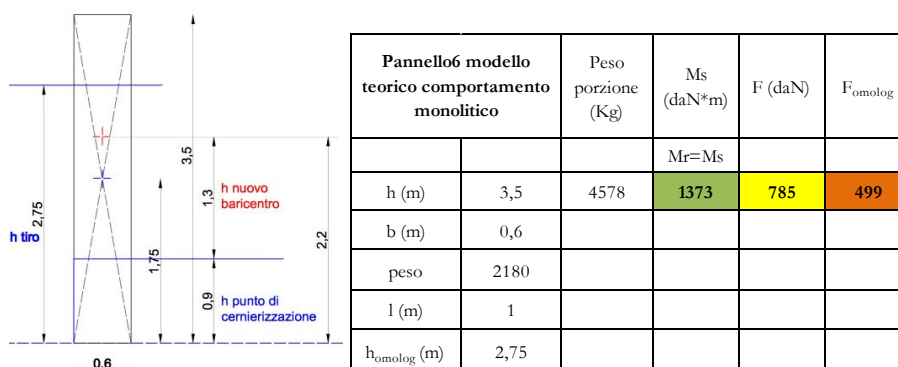 3,5
2,75
h tiro
1,3
h nuovo
baricentro
2,2
1,75
0,9
h punto di
cernierizzazione
0.6
Pannello6 modello
teorico comportamento
monolitico
Peso
porzione
(Kg)
Ms
(daN*m)
F (daN)
Fomolog
Mr=Ms
h (m) 3,5 4578 1373 785 499
b (m) 0,6
peso 2180
l (m) 1
homolog (m) 2,75